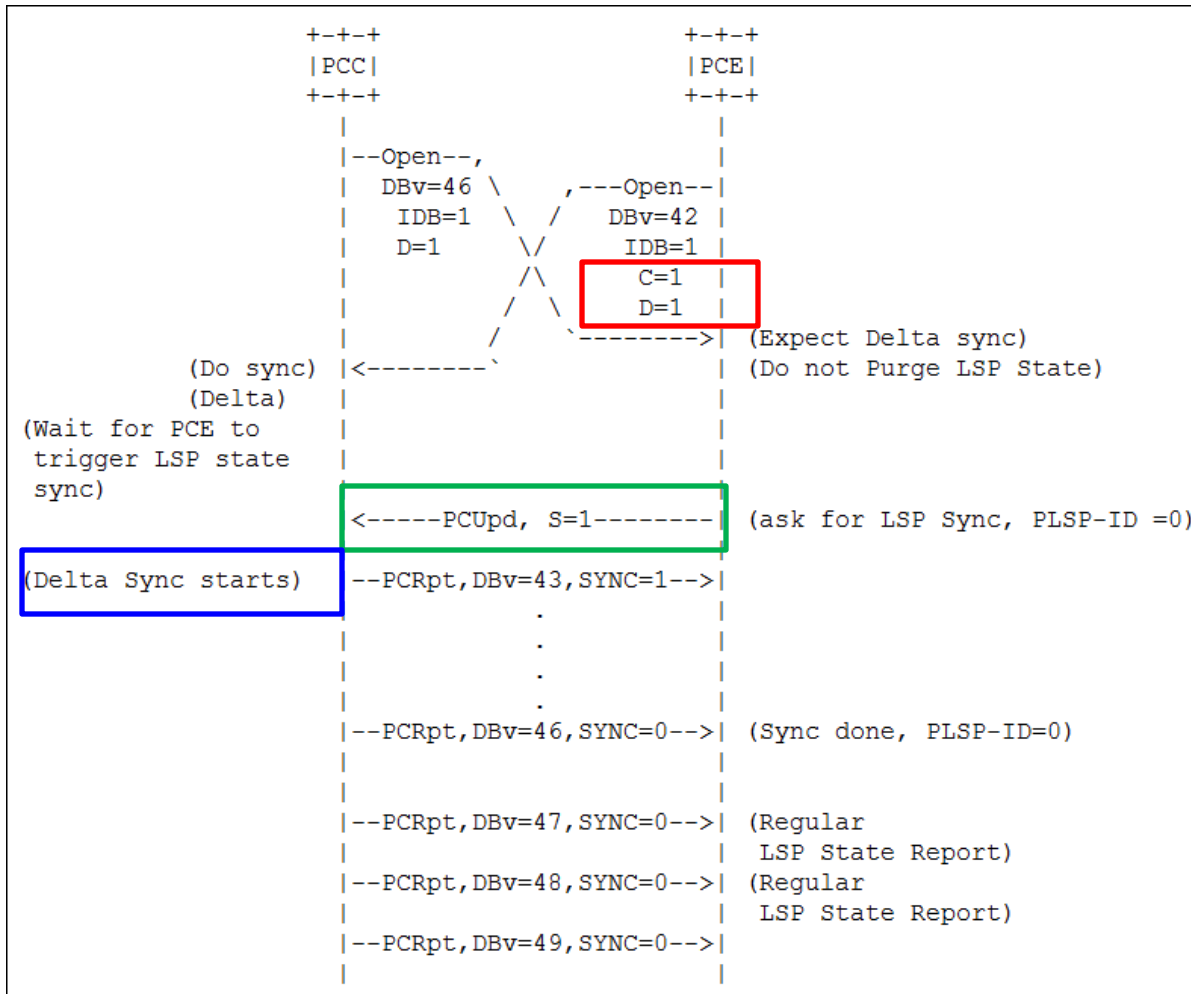 +-+-+ +-+-+
|PCC| |PCE|
+-+-+ +-+-+
| |
|--Open--, |
| DBv=46 \ ,---Open--|
| IDB=1 \ / DBv=42 |
| D=1 \/ IDB=1 |
| /\ C=1 |
| / \ D=1 |
| / `-------->| (Expect Delta sync)
(Do sync) |<--------` | (Do not Purge LSP State)
(Delta) | |
(Wait for PCE to | |
trigger LSP state | |
sync) | |
|<-----PCUpd, S=1--------| (ask for LSP Sync, PLSP-ID =0)
| |
(Delta Sync starts) |--PCRpt,DBv=43,SYNC=1-->|
| . |
| . |
| . |
| . |
|--PCRpt,DBv=46,SYNC=0-->| (Sync done, PLSP-ID=0)
| |
| |
|--PCRpt,DBv=47,SYNC=0-->| (Regular
| | LSP State Report)
|--PCRpt,DBv=48,SYNC=0-->| (Regular
| | LSP State Report)
|--PCRpt,DBv=49,SYNC=0-->|
| |